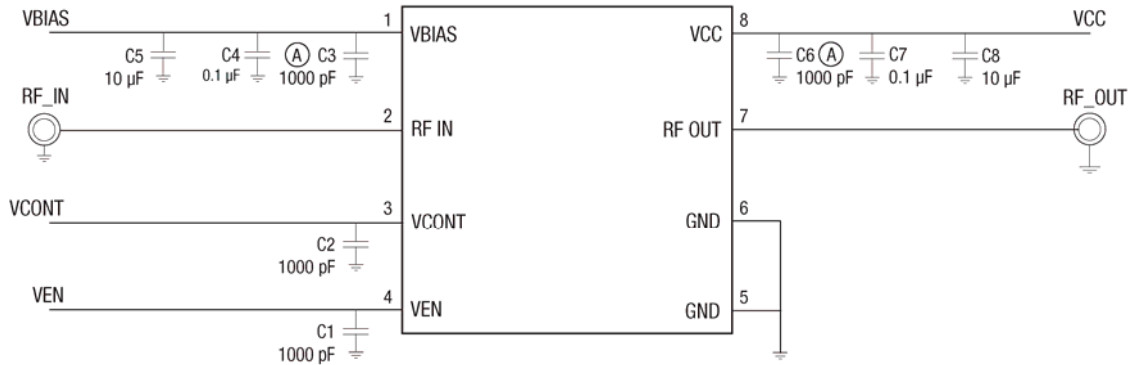 VBIAS
1
VBIAS
VCC
8
VCC
C5
10 µF
C4
0.1 µF
A
C3
1000 pF
C6
A
1000 pF
C7
0.1 µF
C8
10 µF
RF_IN
2
RF IN
RF OUT
7
RF_OUT
VCONT
3
VCONT
GND
6
C2
1000 pF
VEN
4
VEN
GND
5
C1
1000 pF